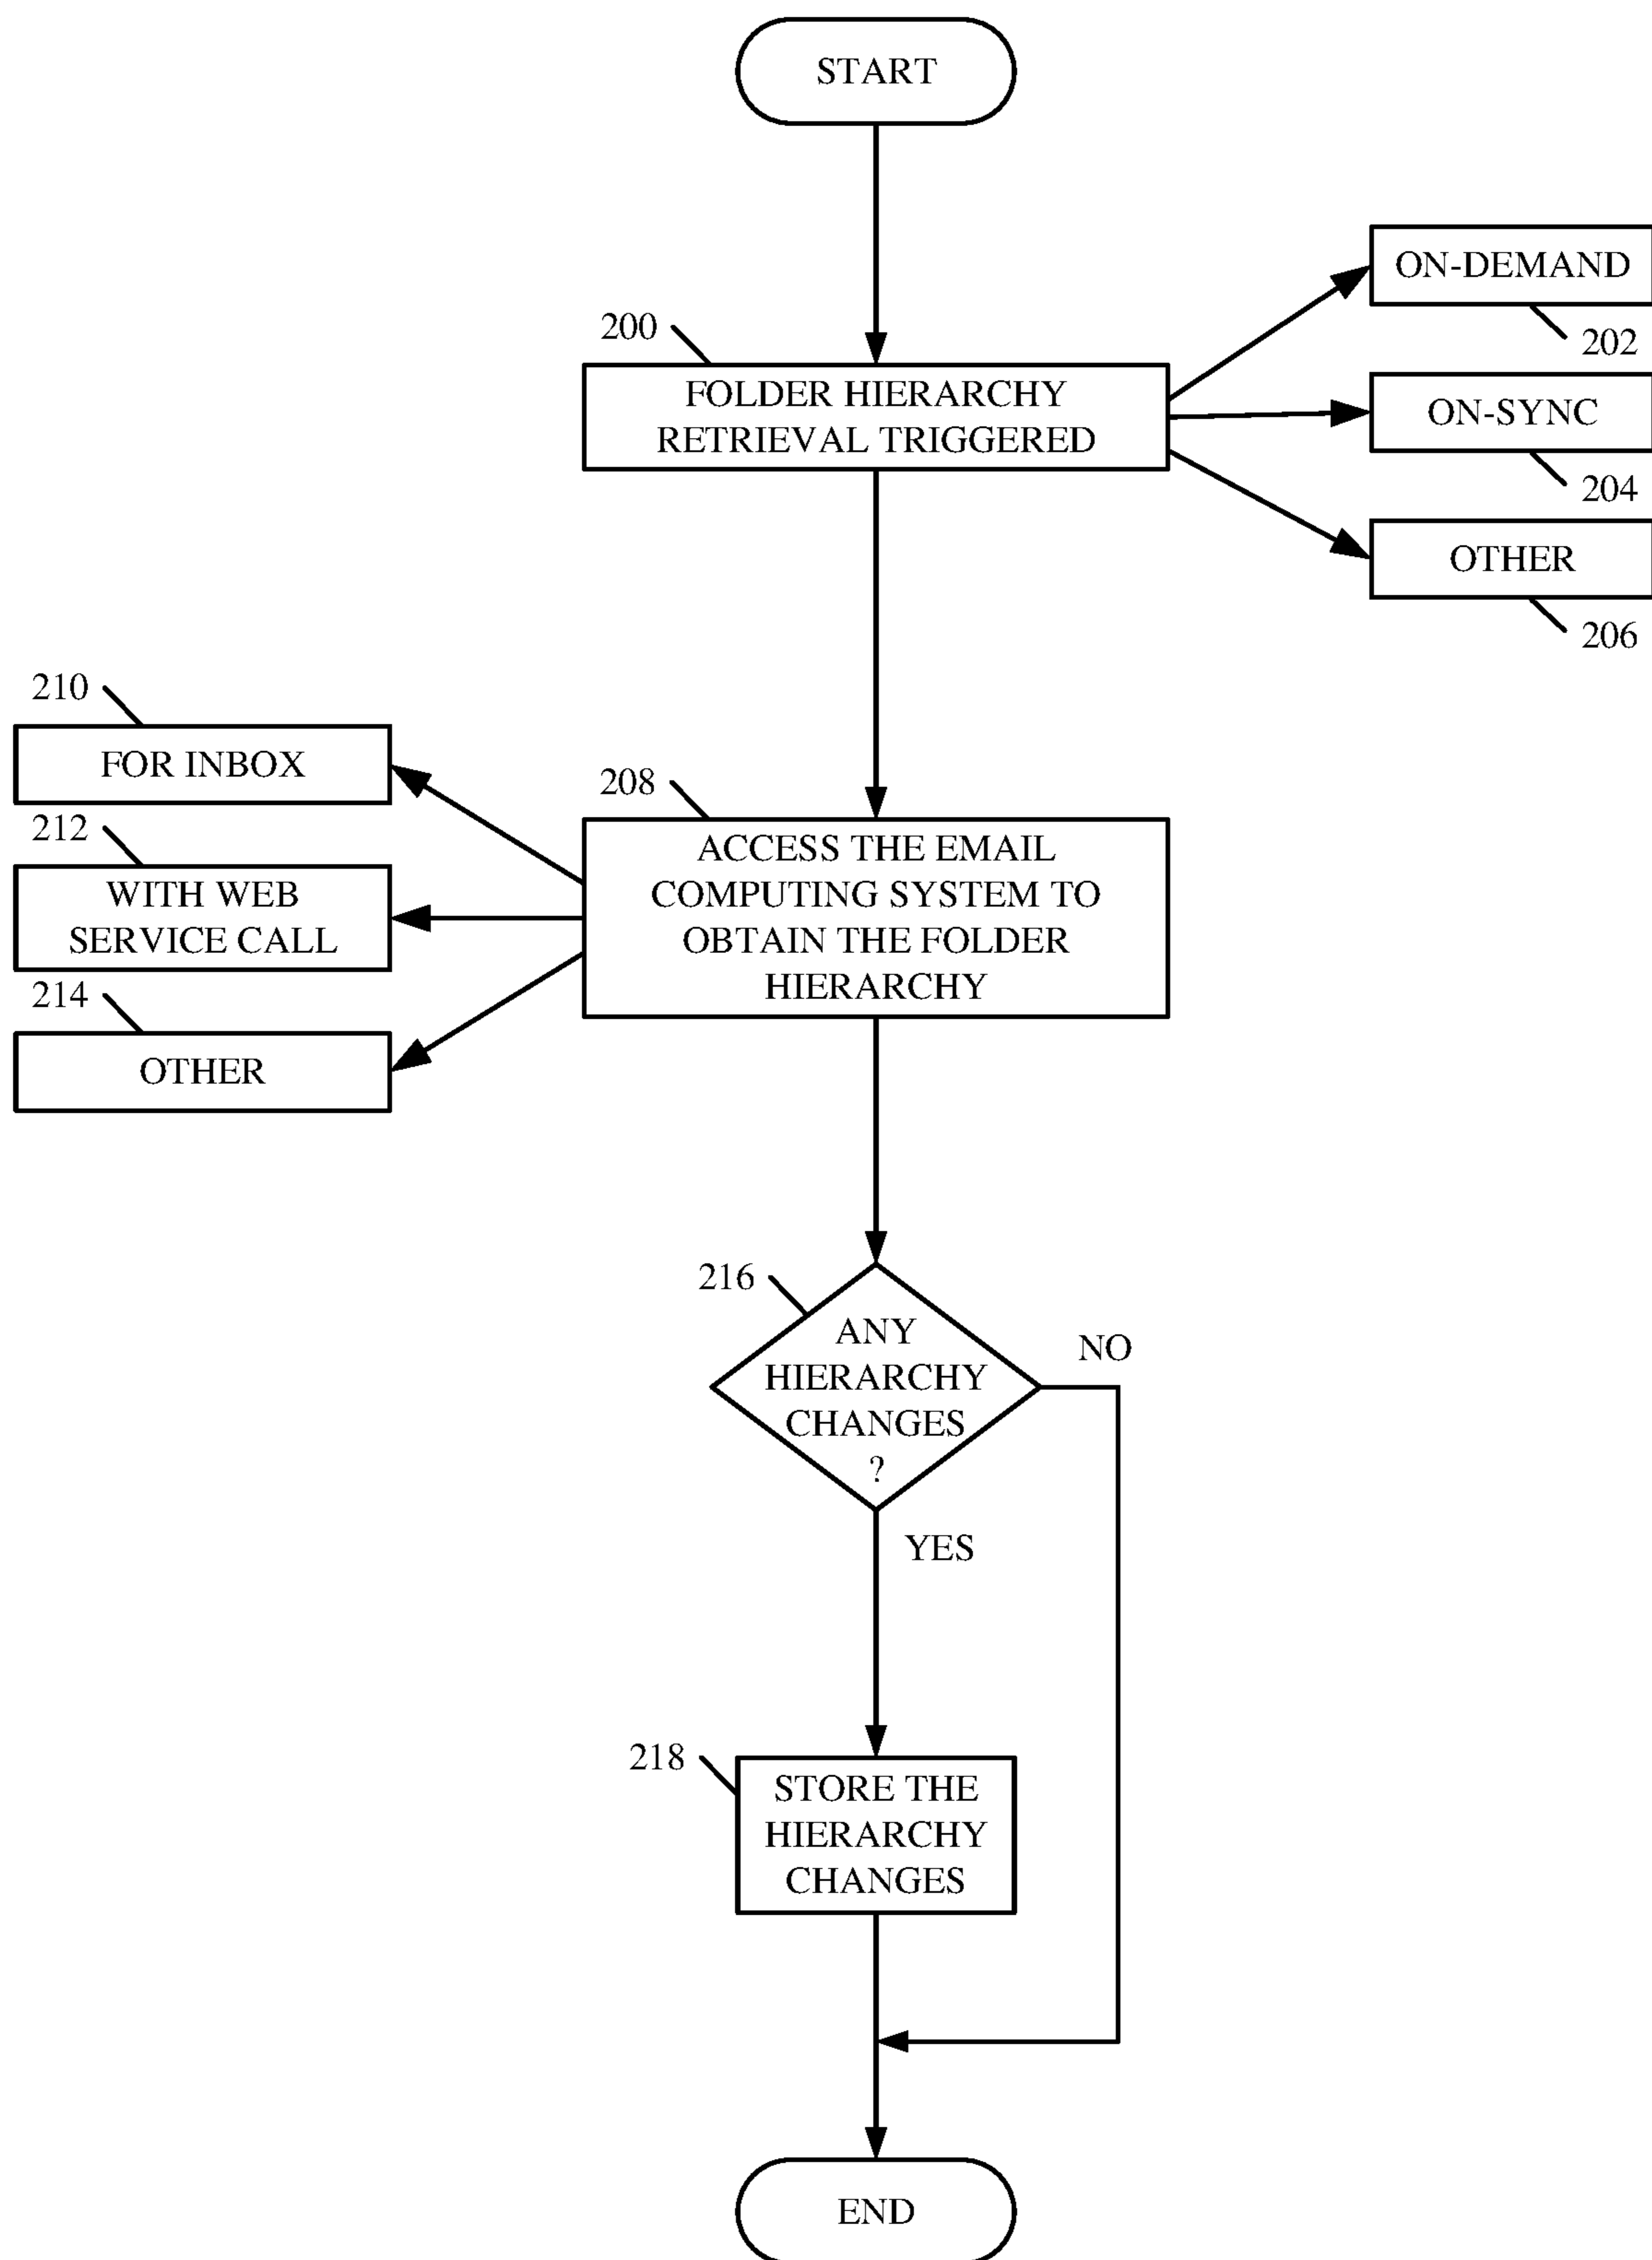 START
200
FOLDER HIERARCHY
RETRIEVAL TRIGGERED
ON-DEMAND
202
ON-SYNC
204
OTHER
206
210
FOR INBOX
212
WITH WEB
SERVICE CALL
214
OTHER
208
ACCESS THE EMAIL
COMPUTING SYSTEM TO
OBTAIN THE FOLDER
HIERARCHY
216
ANY
HIERARCHY
CHANGES
?
NO
YES
218
STORE THE
HIERARCHY
CHANGES
END